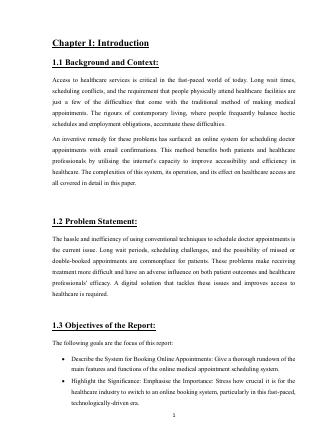 Chapter I: Introduction
1.1 Background and Context:
Access to healthcare services is critical in the fast-paced world of today. Long wait times,
scheduling conflicts, and the requirement that people physically attend healthcare facilities are
just a few of the difficulties that come with the traditional method of making medical
appointments. The rigours of contemporary living, where people frequently balance hectic
schedules and employment obligations, accentuate these difficulties.
An inventive remedy for these problems has surfaced: an online system for scheduling doctor
appointments with email confirmations. This method benefits both patients and healthcare
professionals by utilising the internet's capacity to improve accessibility and efficiency in
healthcare. The complexities of this system, its operation, and its effect on healthcare access are
all covered in detail in this paper.
1.2 Problem Statement:
The hassle and inefficiency of using conventional techniques to schedule doctor appointments is
the current issue. Long wait periods, scheduling challenges, and the possibility of missed or
double-booked appointments are commonplace for patients. These problems make receiving
treatment more difficult and have an adverse influence on both patient outcomes and healthcare
professionals' efficacy. A digital solution that tackles these issues and improves access to
healthcare is required.
1.3 Objectives of the Report:
The following goals are the focus of this report:
• Describe the System for Booking Online Appointments: Give a thorough rundown of the
main features and functions of the online medical appointment scheduling system.
• Highlight the Significance: Emphasise the Importance: Stress how crucial it is for the
healthcare industry to switch to an online booking system, particularly in this fast-paced,
technologically-driven era.
1